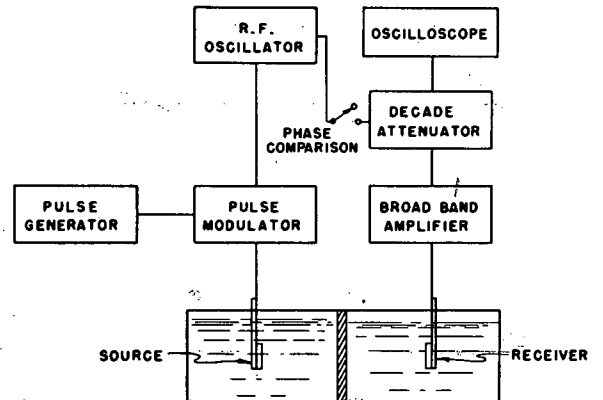 R.F.
OSCILLATOR
OSCILLOSCOPE
DECADE
ATTENUATOR
PHASE
COMPARISON
PULSE
GENERATOR
PULSE
MODULATOR
BROAD BAND
AMPLIFIER
SOURCE
RECEIVER